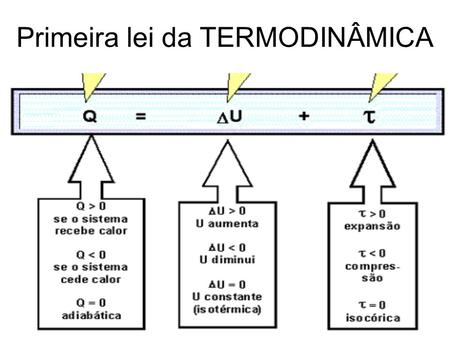 Primeira lei da TERMODINÂMICA
Q = ΔU + τ
Q > 0
se o sistema
recebe calor
Q < 0
se o sistema
cede calor
Q = 0
adiabática
ΔU > 0
U aumenta
ΔU < 0
U diminui
ΔU = 0
U constante
(isotérmica)
τ > 0
expansão
τ < 0
compres-
são
τ = 0
isocórica